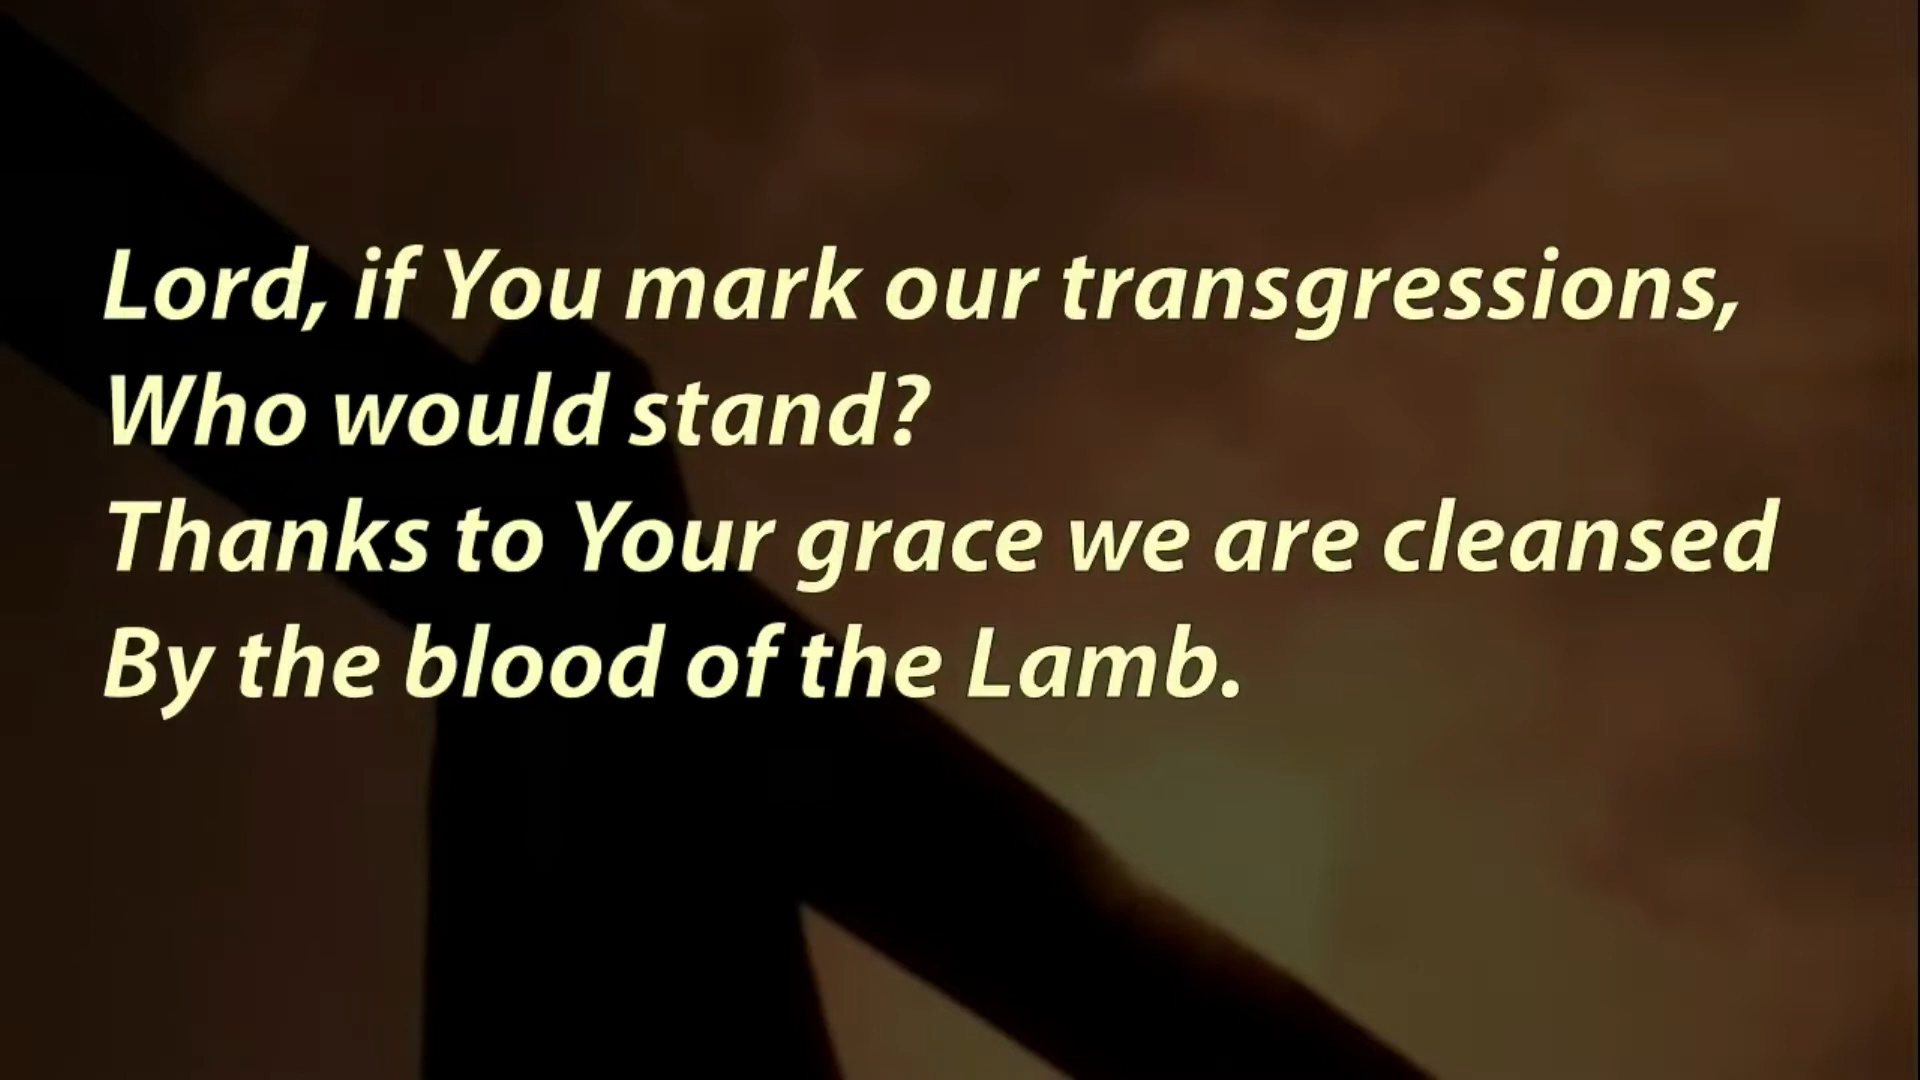 Lord, if You mark our transgressions,
Who would stand?
Thanks to Your grace we are cleansed
By the blood of the Lamb.